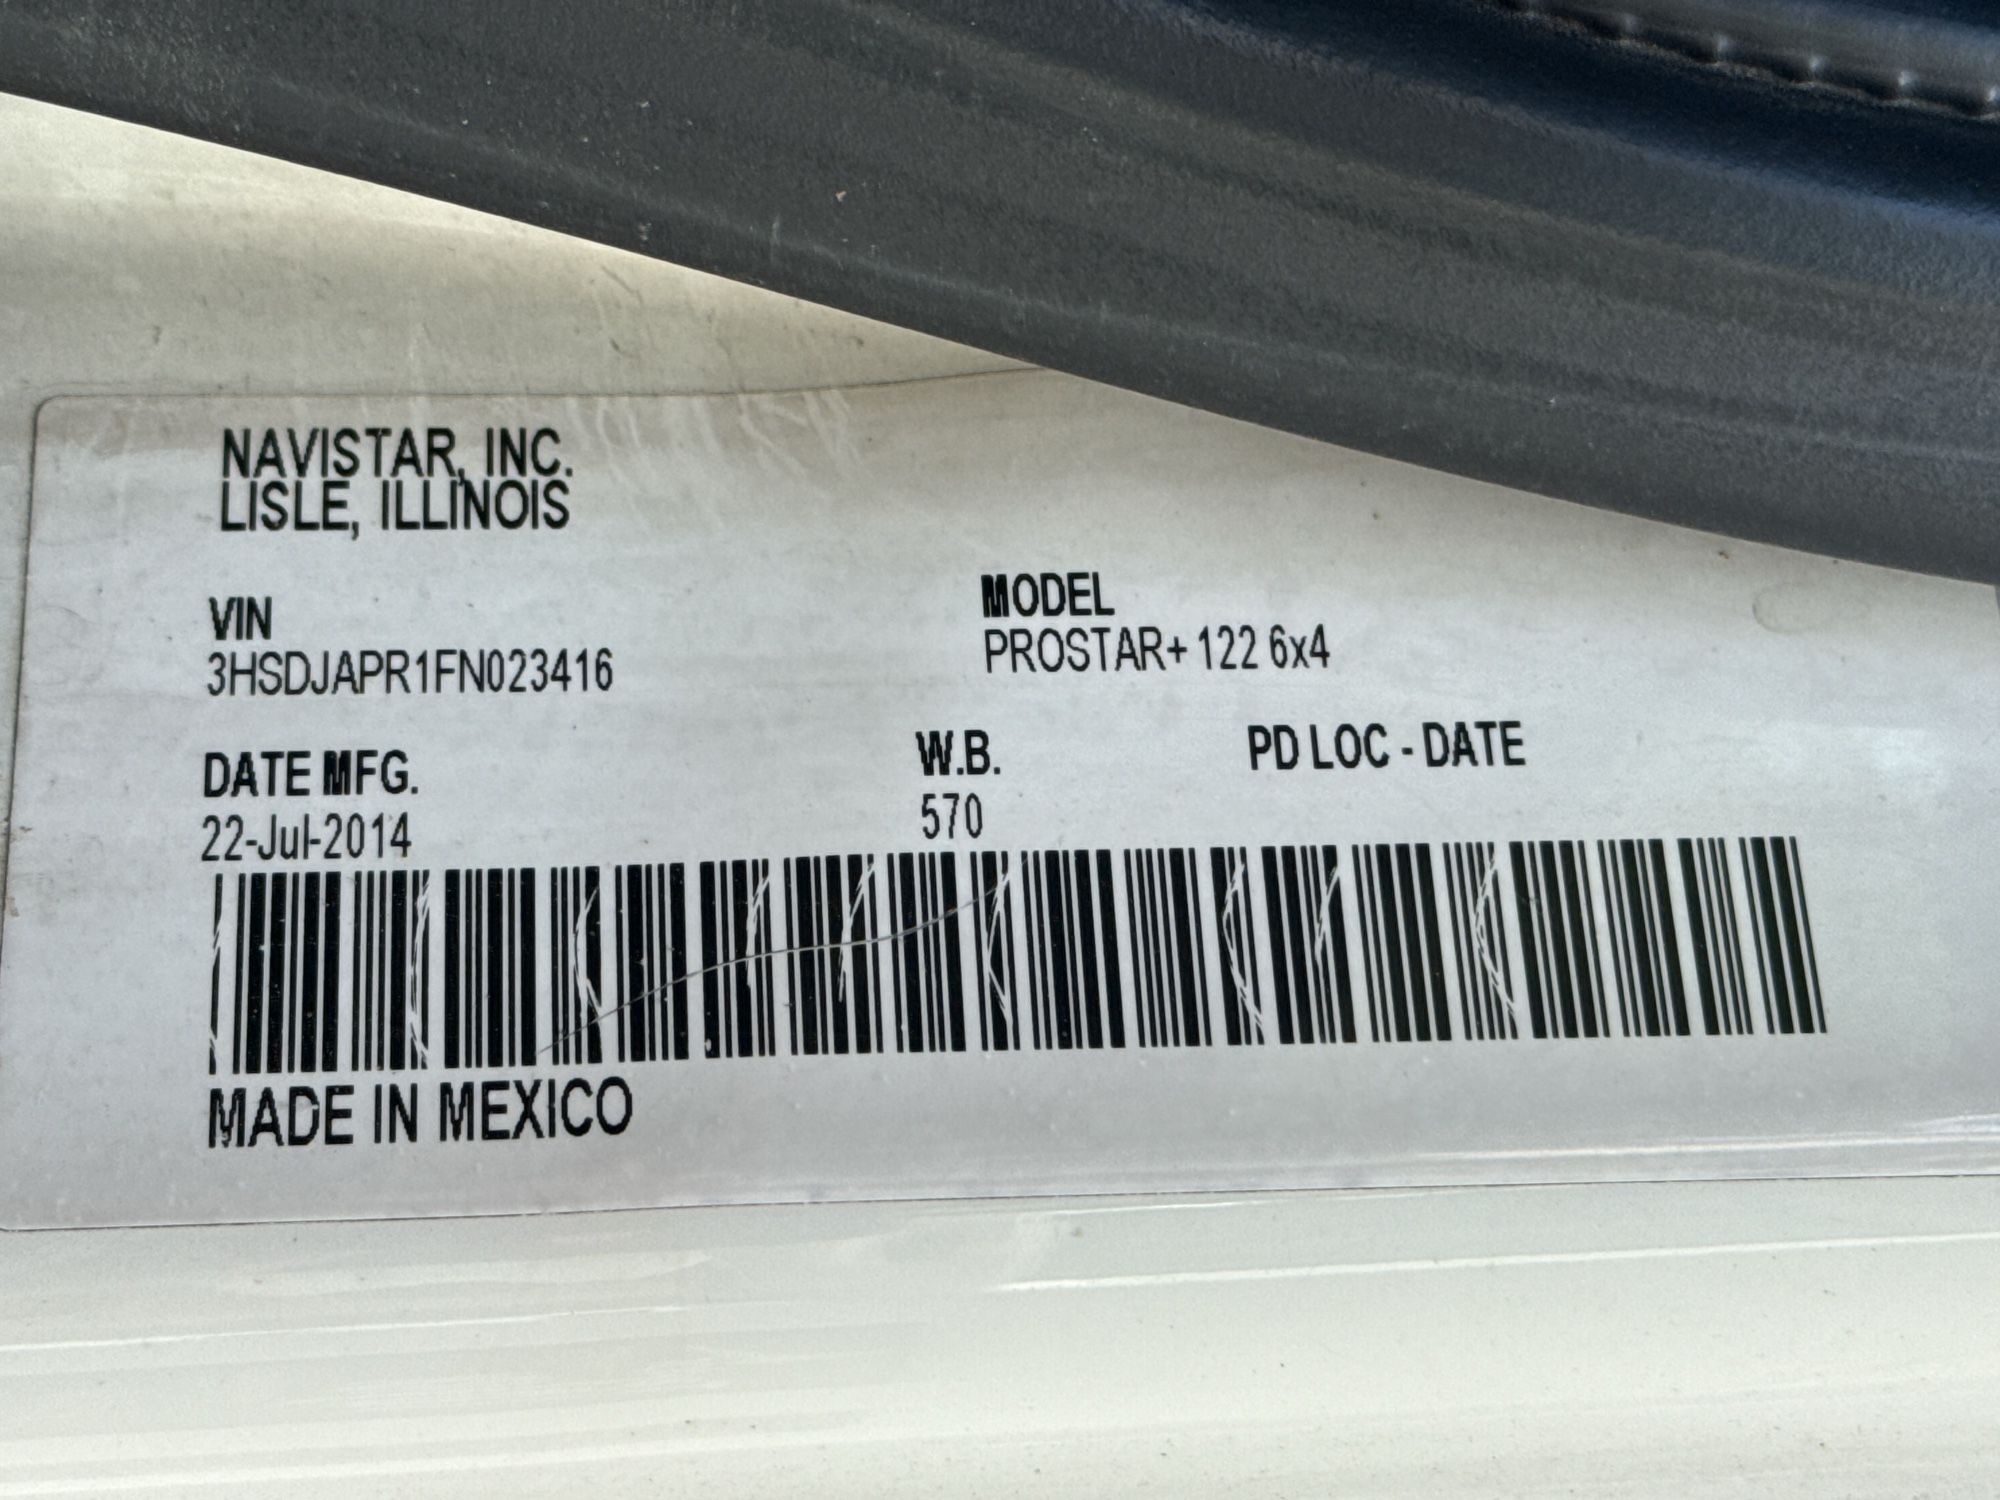 NAVISTAR, INC.
LISLE, ILLINOIS
VIN
3HSDJAPR1FN023416
MODEL
PROSTAR+ 122 6x4
DATE MFG.
22-Jul-2014
W.B.
570
PD LOC - DATE
MADE IN MEXICO